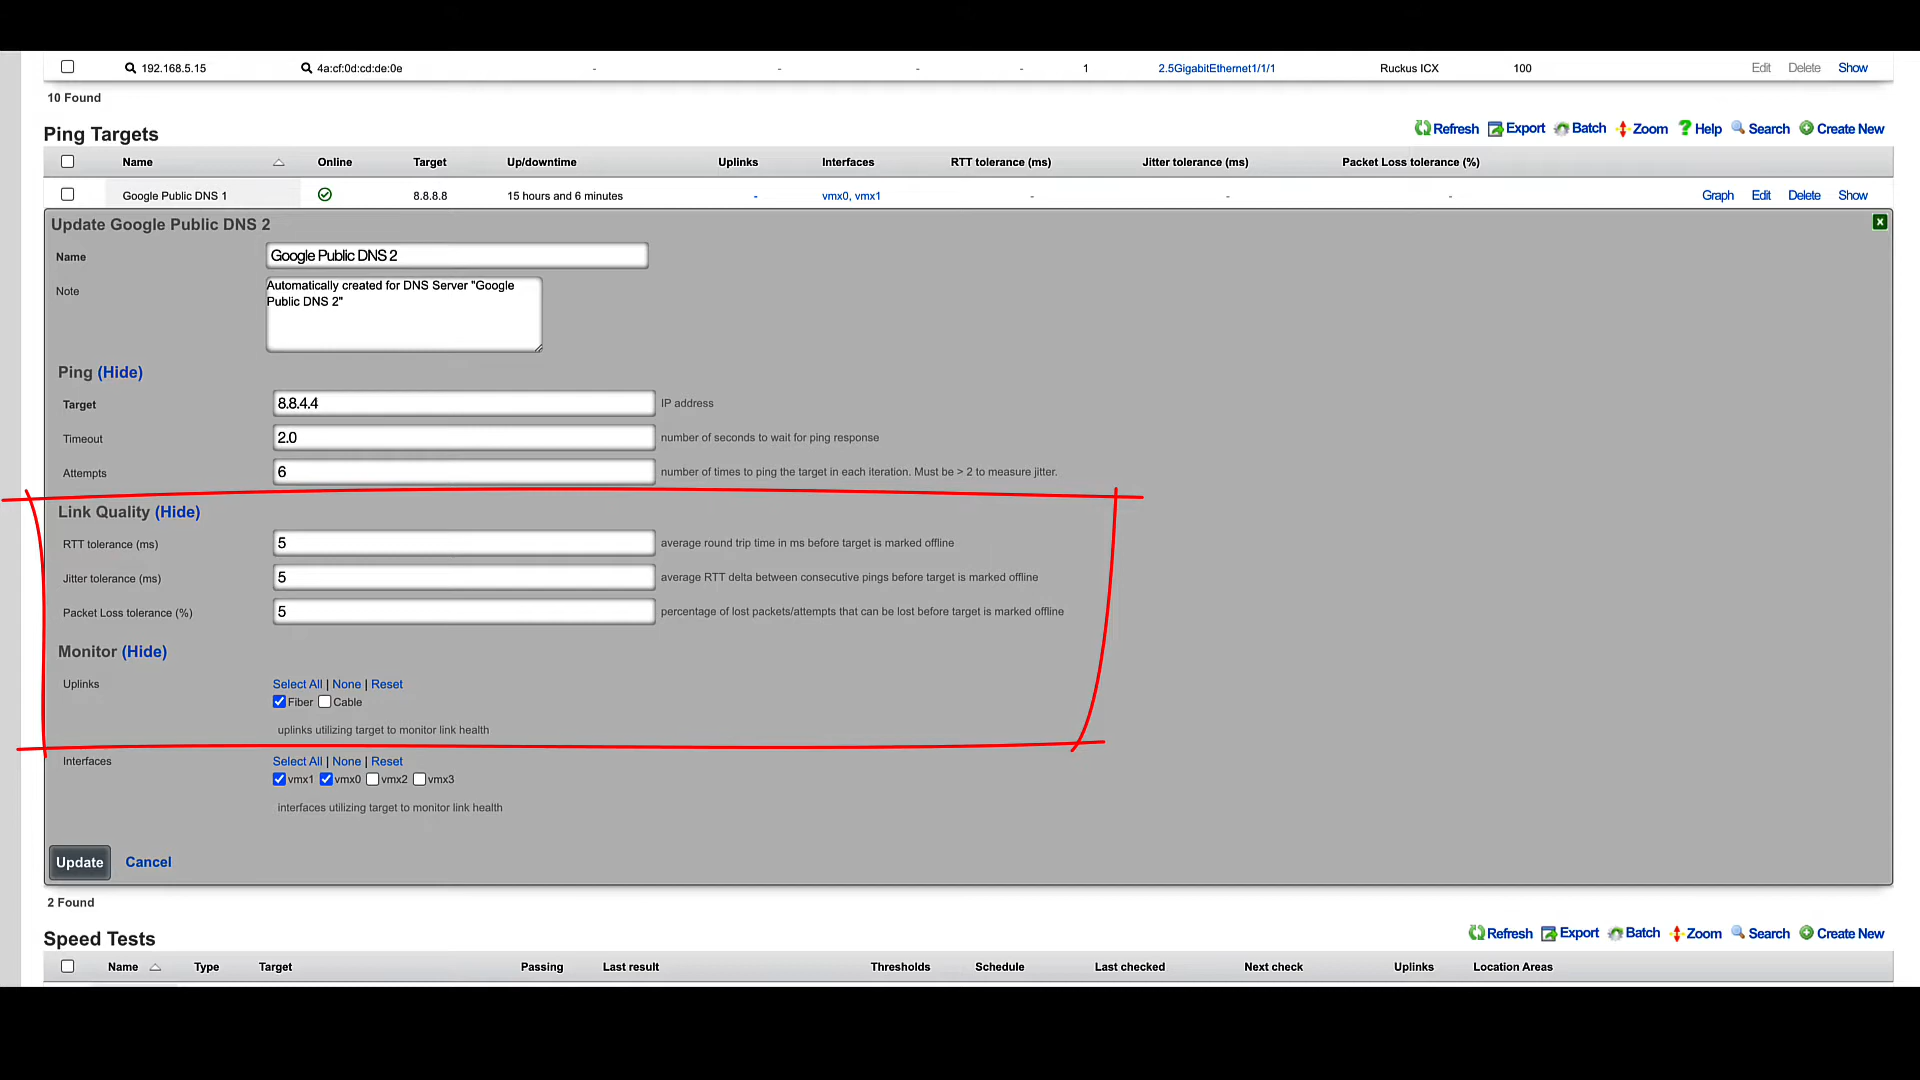 192.168.5.15 4a:cf:0d:cd:de:0e - - - - 1 2.5GigabitEthernet1/1/1 Ruckus ICX 100 Edit Delete Show
10 Found
Ping Targets Refresh Export Batch Zoom ? Help Search Create New
Name Online Target Up/downtime Uplinks Interfaces RTT tolerance (ms) Jitter tolerance (ms) Packet Loss tolerance (%)
Google Public DNS 1 8.8.8.8 15 hours and 6 minutes - vmx0, vmx1 - - - Graph Edit Delete Show
Update Google Public DNS 2 x
Name Google Public DNS 2
Note Automatically created for DNS Server "Google
Public DNS 2"
Ping (Hide)
Target 8.8.4.4 IP address
Timeout 2.0 number of seconds to wait for ping response
Attempts 6 number of times to ping the target in each iteration. Must be > 2 to measure jitter.
Link Quality (Hide)
RTT tolerance (ms) 5 average round trip time in ms before target is marked offline
Jitter tolerance (ms) 5 average RTT delta between consecutive pings before target is marked offline
Packet Loss tolerance (%) 5 percentage of lost packets/attempts that can be lost before target is marked offline
Monitor (Hide)
Uplinks Select All | None | Reset
Fiber Cable
uplinks utilizing target to monitor link health
Interfaces Select All | None | Reset
vmx1 vmx0 vmx2 vmx3
interfaces utilizing target to monitor link health
Update Cancel
2 Found
Speed Tests Refresh Export Batch Zoom Search Create New
Name Type Target Passing Last result Thresholds Schedule Last checked Next check Uplinks Location Areas